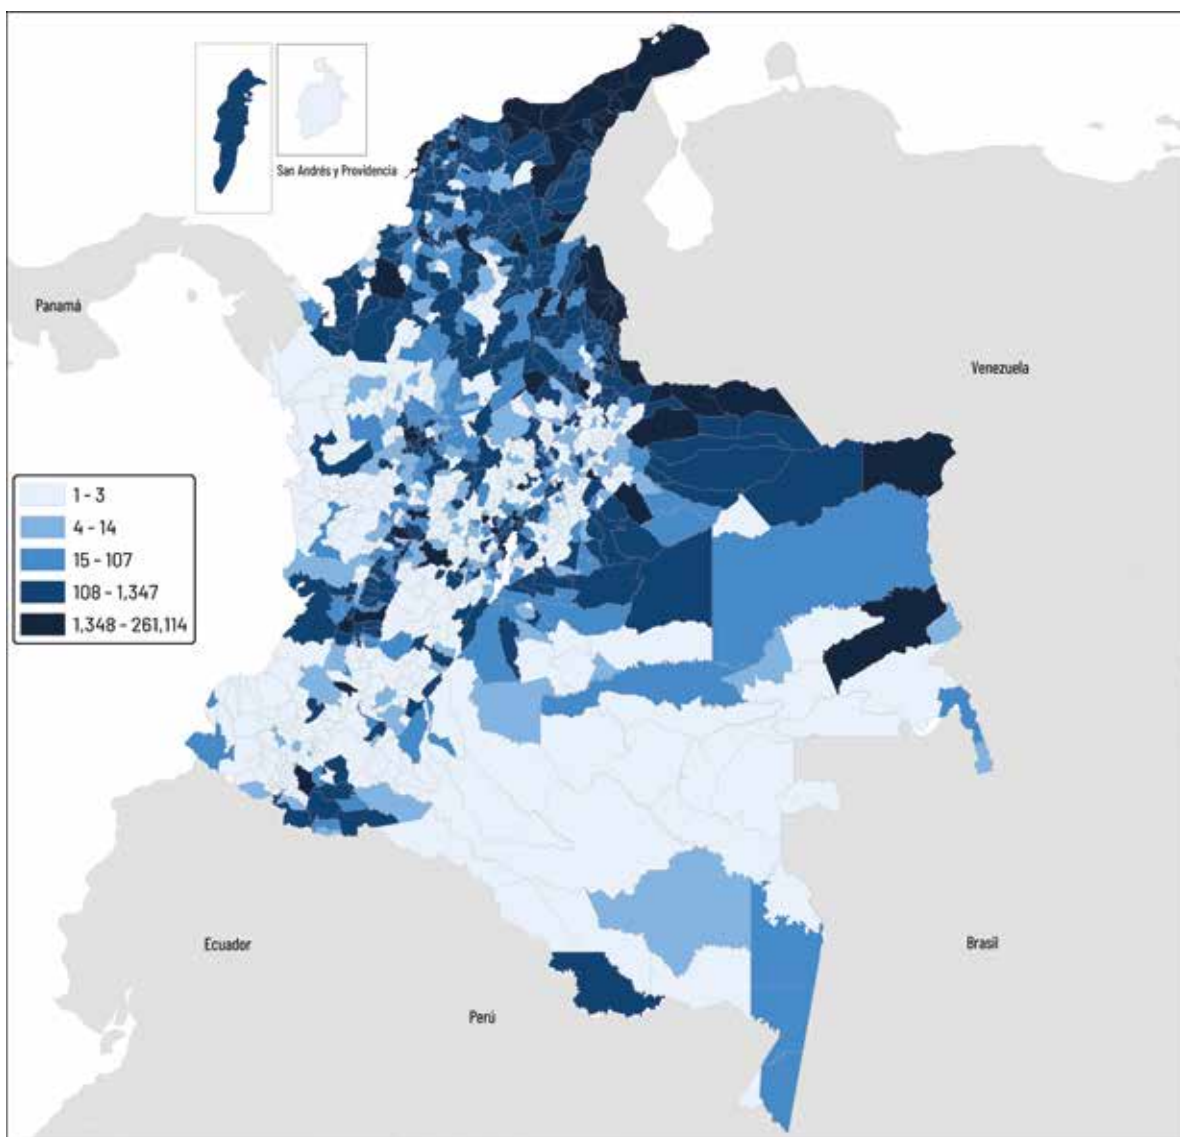 San Andrés y Providencia
Panamá
Venezuela
1 - 3
4 - 14
15 - 107
108 - 1,347
1,348 - 261,114
Ecuador
Brasil
Perú